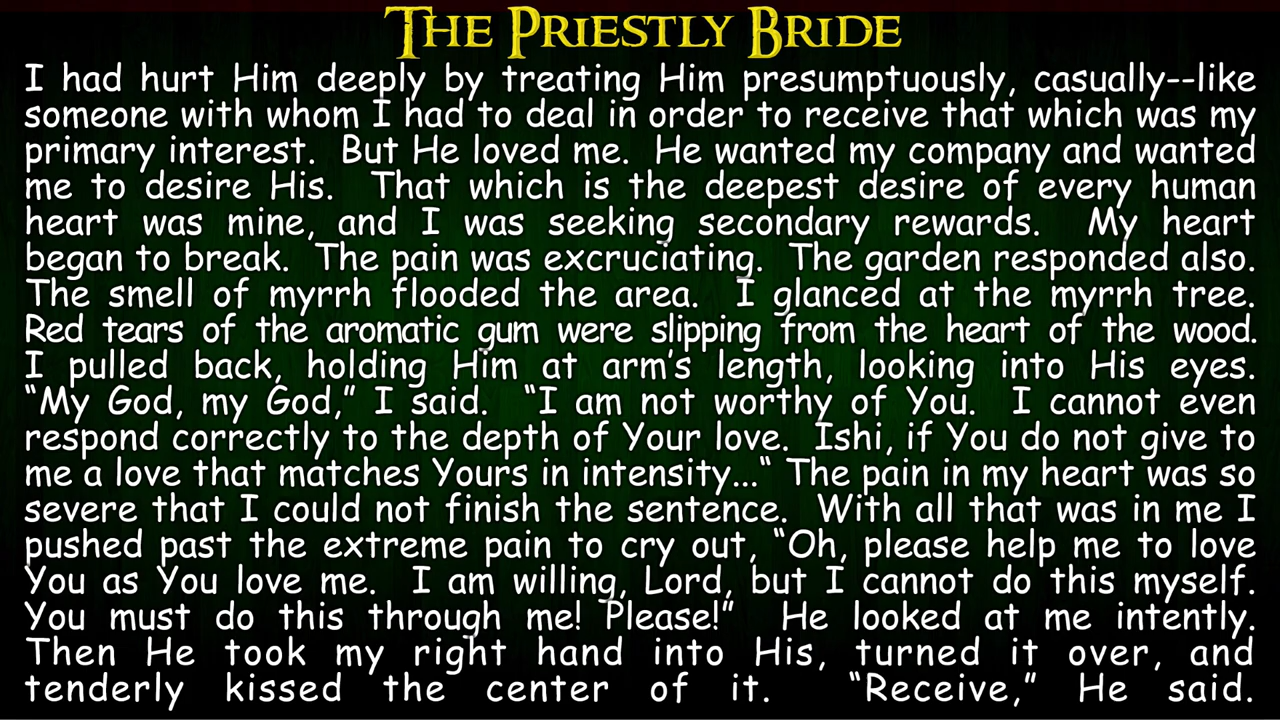 The Priestly Bride
I had hurt Him deeply by treating Him presumptuously, casually--like
someone with whom I had to deal in order to receive that which was my
primary interest. But He loved me. He wanted my company and wanted
me to desire His. That which is the deepest desire of every human
heart was mine, and I was seeking secondary rewards. My heart
began to break. The pain was excruciating. The garden responded also.
The smell of myrrh flooded the area. I glanced at the myrrh tree.
Red tears of the aromatic gum were slipping from the heart of the wood.
I pulled back, holding Him at arm's length, looking into His eyes.
“My God, my God,” I said. “I am not worthy of You. I cannot even
respond correctly to the depth of Your love. Ishi, if You do not give to
me a love that matches Yours in intensity...“ The pain in my heart was so
severe that I could not finish the sentence. With all that was in me I
pushed past the extreme pain to cry out, “Oh, please help me to love
You as You love me. I am willing, Lord, but I cannot do this myself.
You must do this through me! Please!” He looked at me intently.
Then He took my right hand into His, turned it over, and
tenderly kissed the center of it. “Receive,” He said.